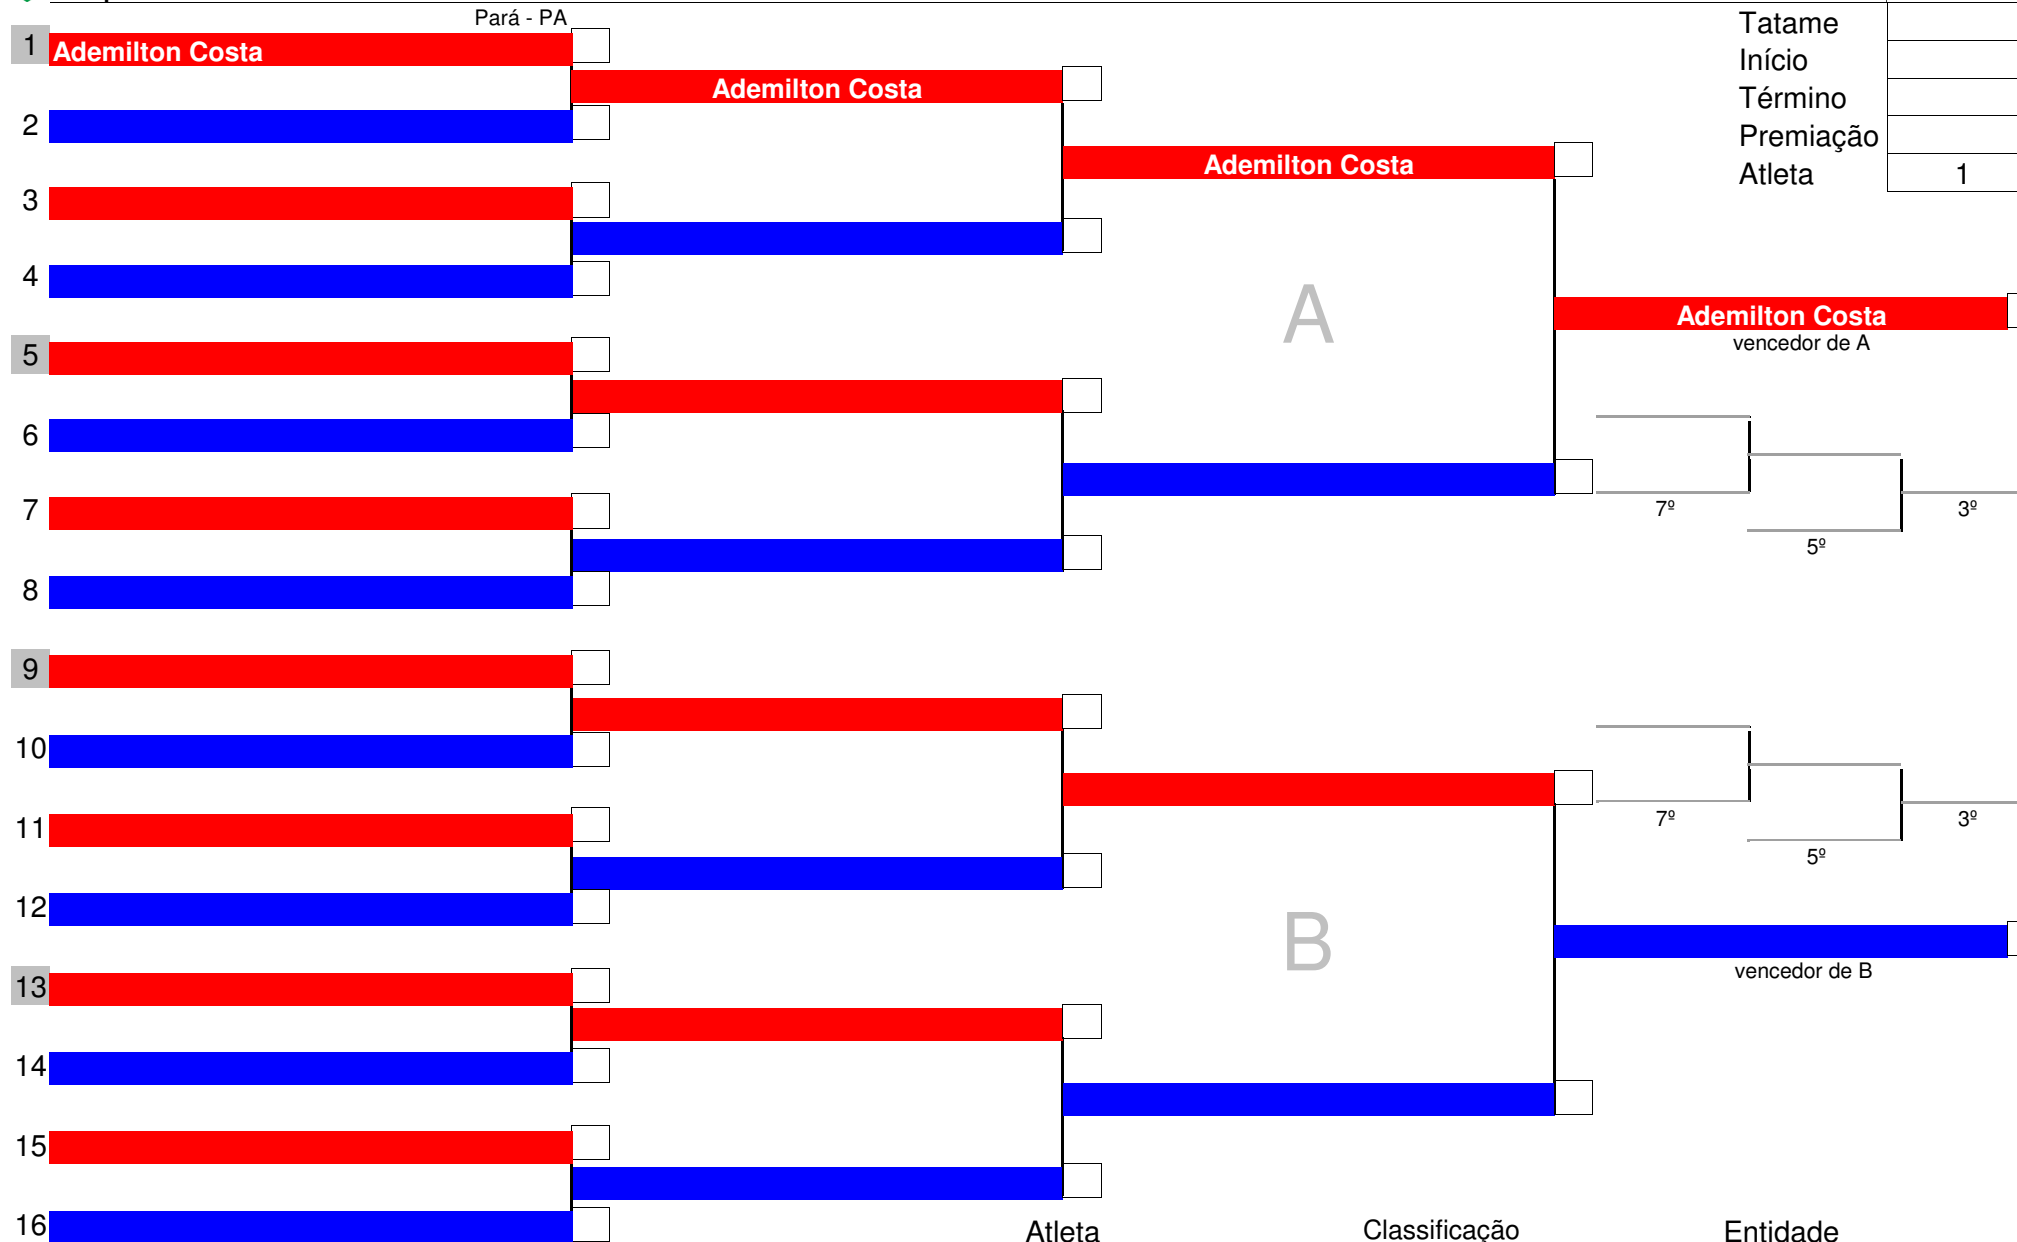 Pará - PA
Tatame
1
Ademilton Costa
Início
Ademilton Costa
Término
2
Premiação
Ademilton Costa
Atleta 1
3
4
A
Ademilton Costa
vencedor de A
5
6
7
7º 3º
5º
8
9
10
11
7º 3º
5º
12
B
vencedor de B
13
14
15
16
Atleta Classificação Entidade